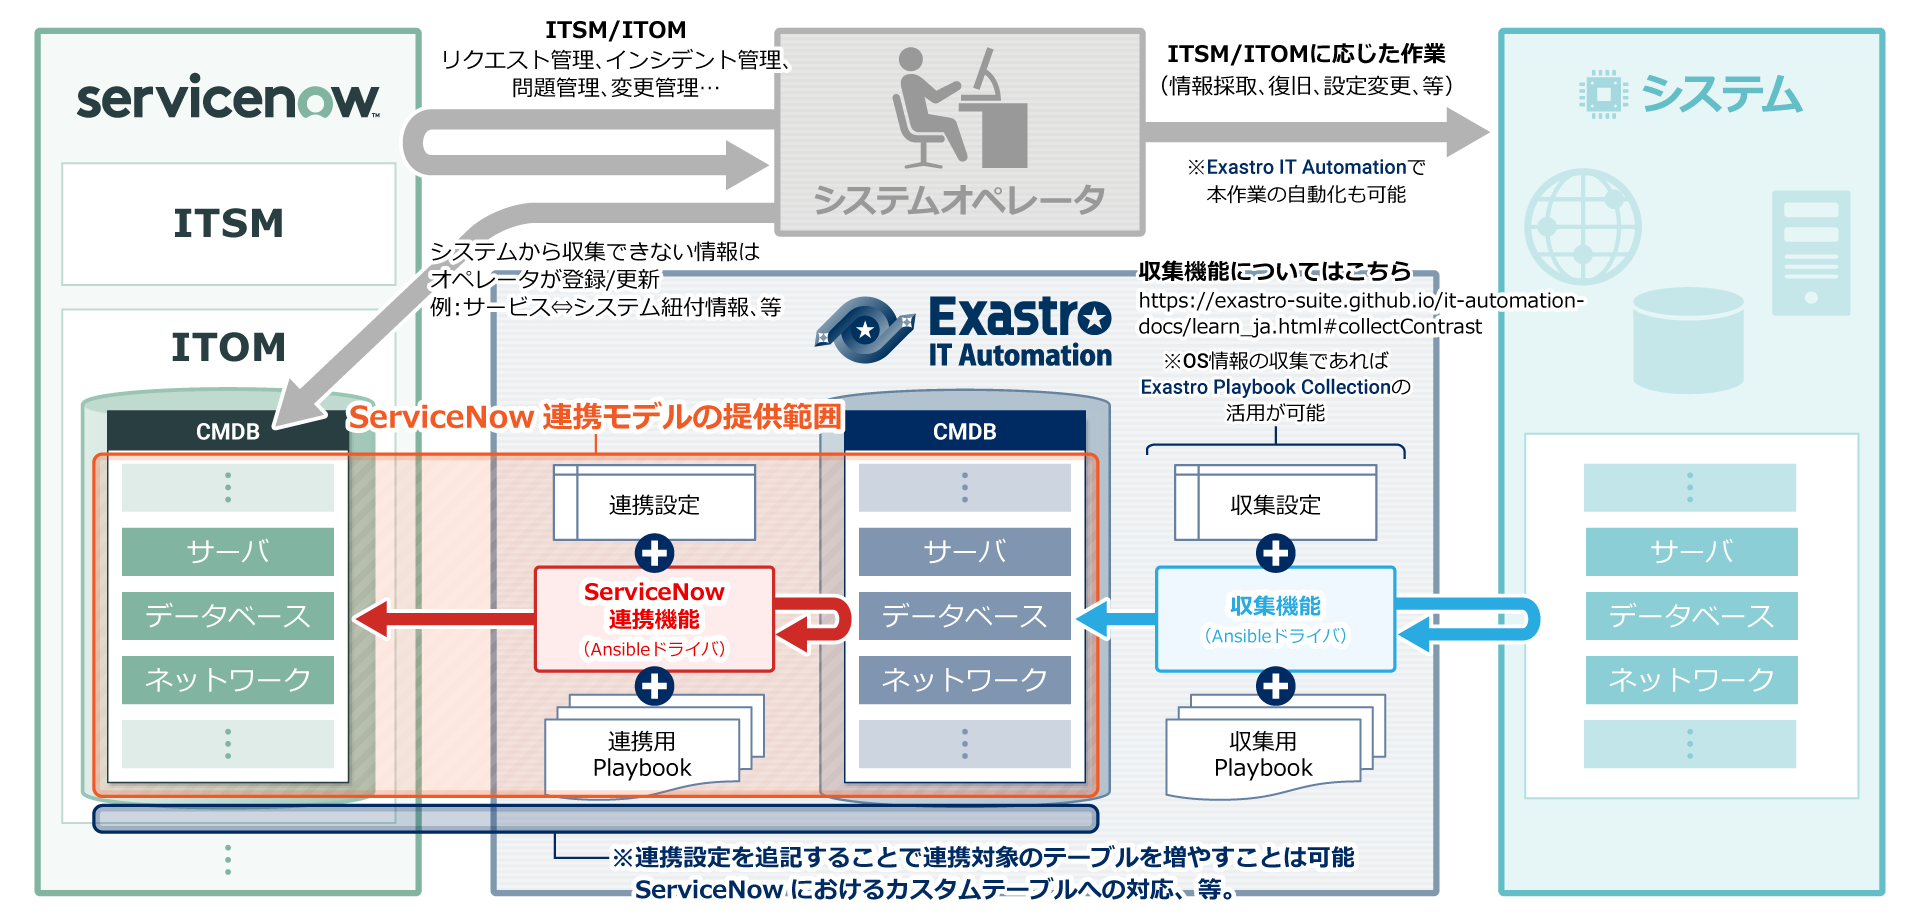 servicenow™
ITSM
ITOM
CMDB
サーバ
データベース
ネットワーク
ITSM/ITOM
リクエスト管理、インシデント管理、
問題管理、変更管理…
システムオペレータ
ITSM/ITOMに応じた作業
（情報採取、復旧、設定変更、等）
※Exastro IT Automationで
本作業の自動化も可能
システムから収集できない情報は
オペレータが登録/更新
例：サービス⇔システム紐付情報、等
Exastro
IT Automation
収集機能についてはこちら
https://exastro-suite.github.io/it-automation-
docs/learn_ja.html#collectContrast
※OS情報の収集であれば
Exastro Playbook Collectionの
活用が可能
ServiceNow 連携モデルの提供範囲
連携設定
ServiceNow
連携機能
（Ansibleドライバ）
連携用
Playbook
CMDB
サーバ
データベース
ネットワーク
収集設定
収集機能
（Ansibleドライバ）
収集用
Playbook
※連携設定を追記することで連携対象のテーブルを増やすことは可能
ServiceNow におけるカスタムテーブルへの対応、等。
システム
サーバ
データベース
ネットワーク